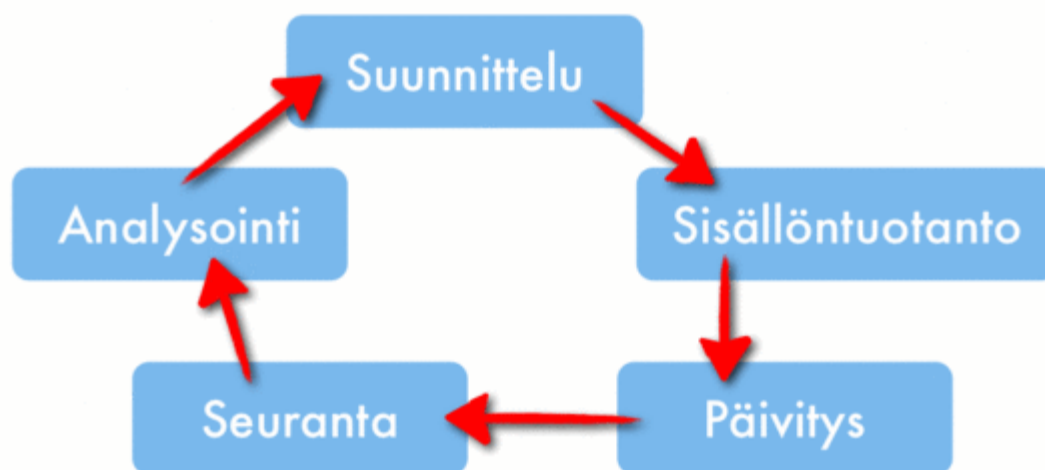 Suunnittelu
Analysointi
Sisällöntuotanto
Seuranta
Päivitys